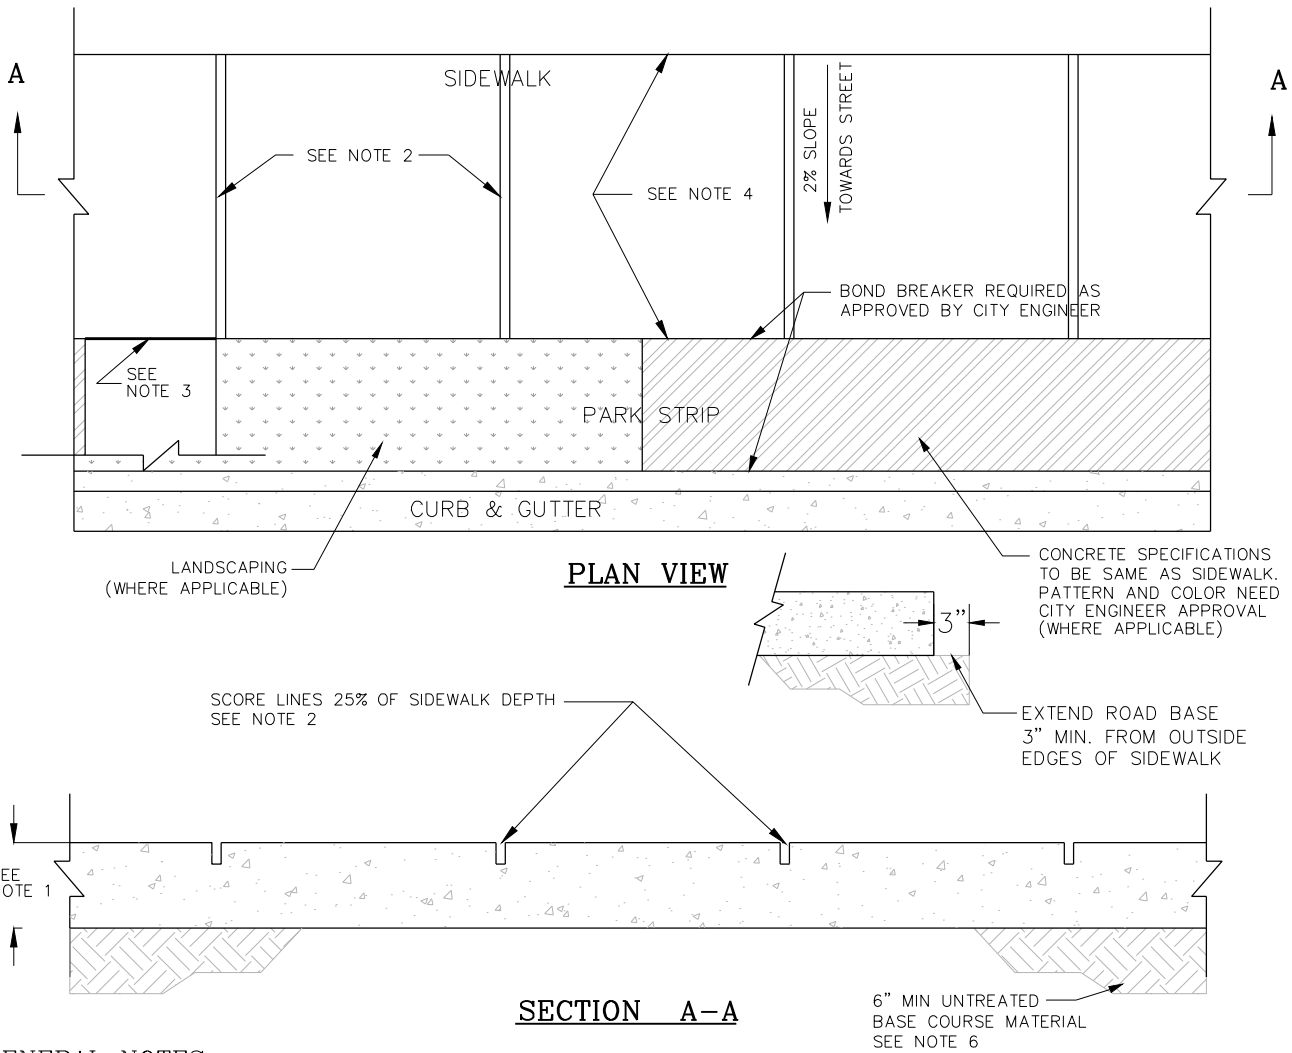 A
A
SIDEWALK
SEE NOTE 2
SEE NOTE 4
2% SLOPE
TOWARDS STREET
BOND BREAKER REQUIRED AS
APPROVED BY CITY ENGINEER
SEE
NOTE 3
PARK STRIP
CURB & GUTTER
LANDSCAPING
(WHERE APPLICABLE)
PLAN VIEW
CONCRETE SPECIFICATIONS
TO BE SAME AS SIDEWALK.
PATTERN AND COLOR NEED
CITY ENGINEER APPROVAL
(WHERE APPLICABLE)
3"
EXTEND ROAD BASE
3" MIN. FROM OUTSIDE
EDGES OF SIDEWALK
SCORE LINES 25% OF SIDEWALK DEPTH
SEE NOTE 2
EE
OTE 1
SECTION A-A
6" MIN UNTREATED
BASE COURSE MATERIAL
SEE NOTE 6